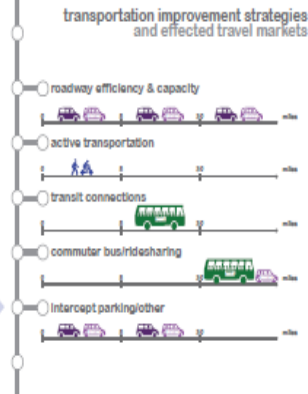 transportation improvement strategies
and effected travel markets
roadway efficiency & capacity
miles
active transportation
miles
transit connections
miles
commuter bus/ridesharing
miles
intercept parking/other
miles